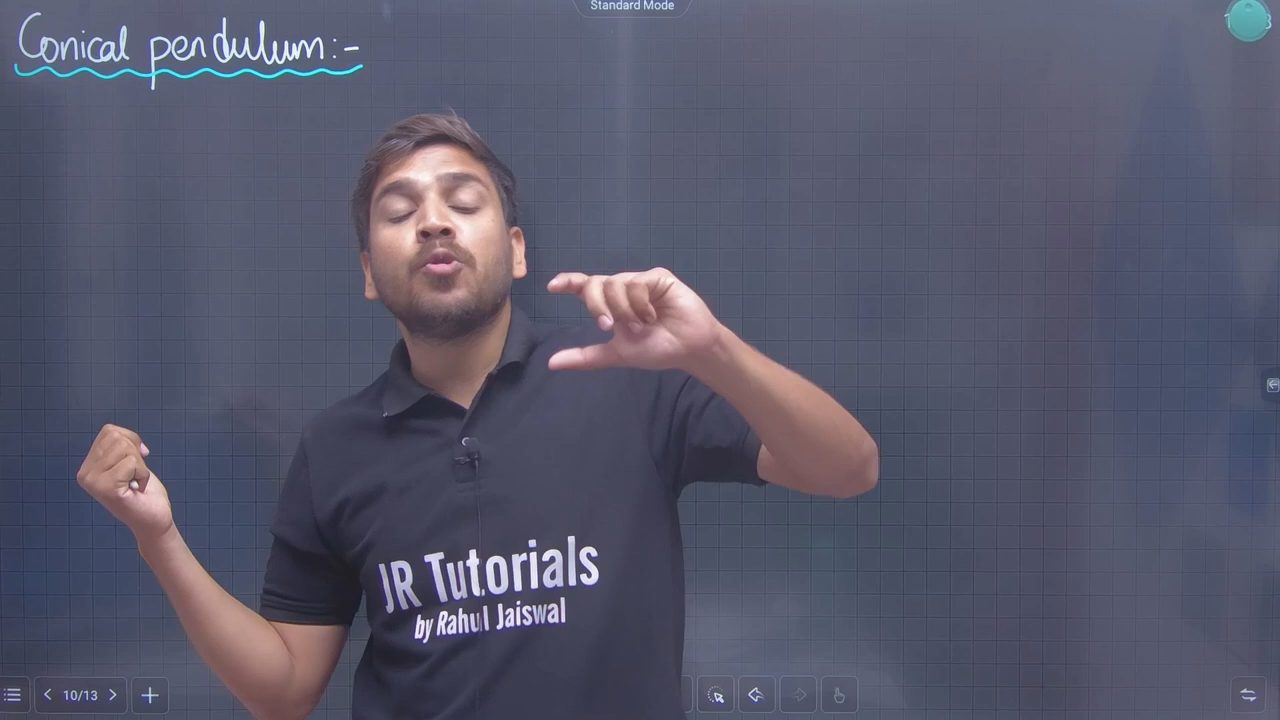 Standard Mode
Conical pendulum:-
JR Tutorials
by Rahul Jaiswal
10/13